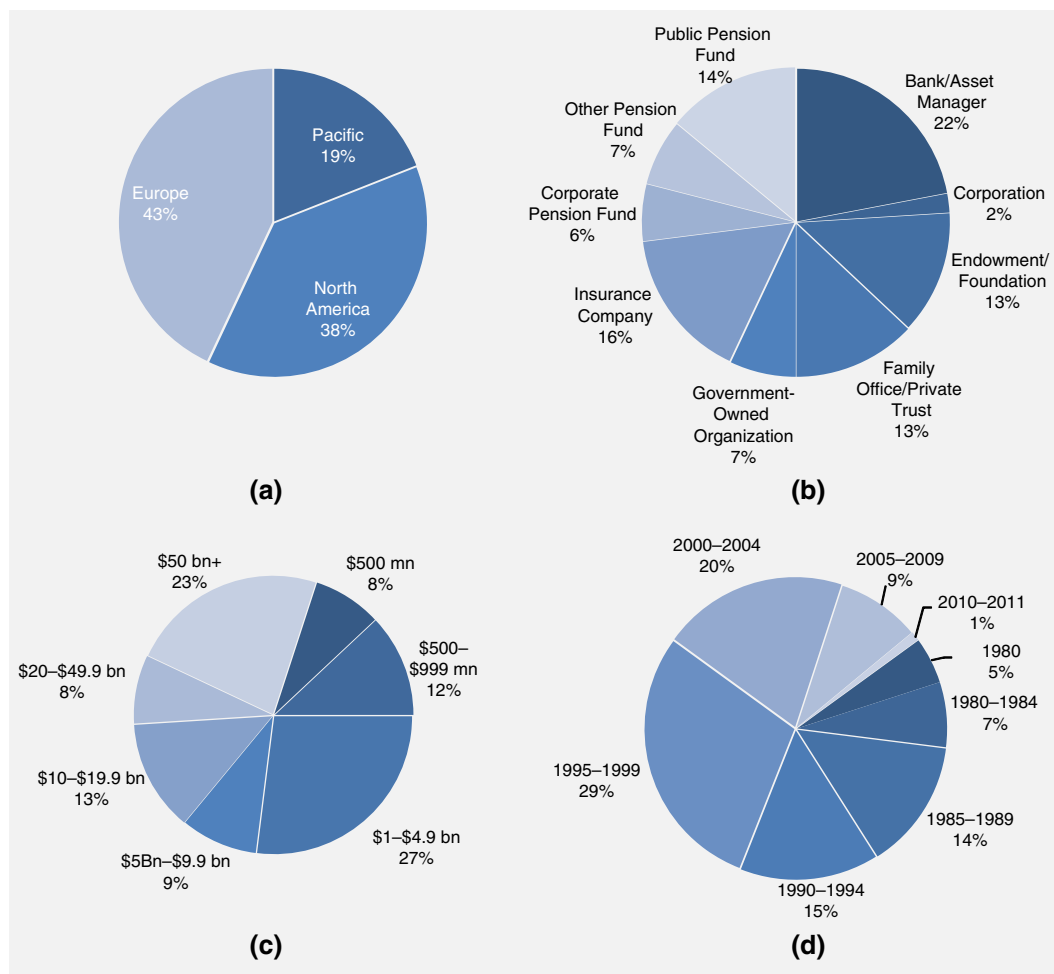 Pacific
19%
North
America
38%
Europe
43%
(a)
Public Pension
Fund
14%
Bank/Asset
Manager
22%
Corporation
2%
Endowment/
Foundation
13%
Family
Office/Private
Trust
13%
Government-
Owned
Organization
7%
Insurance
Company
16%
Corporate
Pension Fund
6%
Other Pension
Fund
7%
(b)
$50 bn+
23%
$500 mn
8%
$500–
$999 mn
12%
$1–$4.9 bn
27%
$5Bn–$9.9 bn
9%
$10–$19.9 bn
13%
$20–$49.9 bn
8%
(c)
2000–2004
20%
2005–2009
9%
2010–2011
1%
1980
5%
1980–1984
7%
1985–1989
14%
1990–1994
15%
1995–1999
29%
(d)